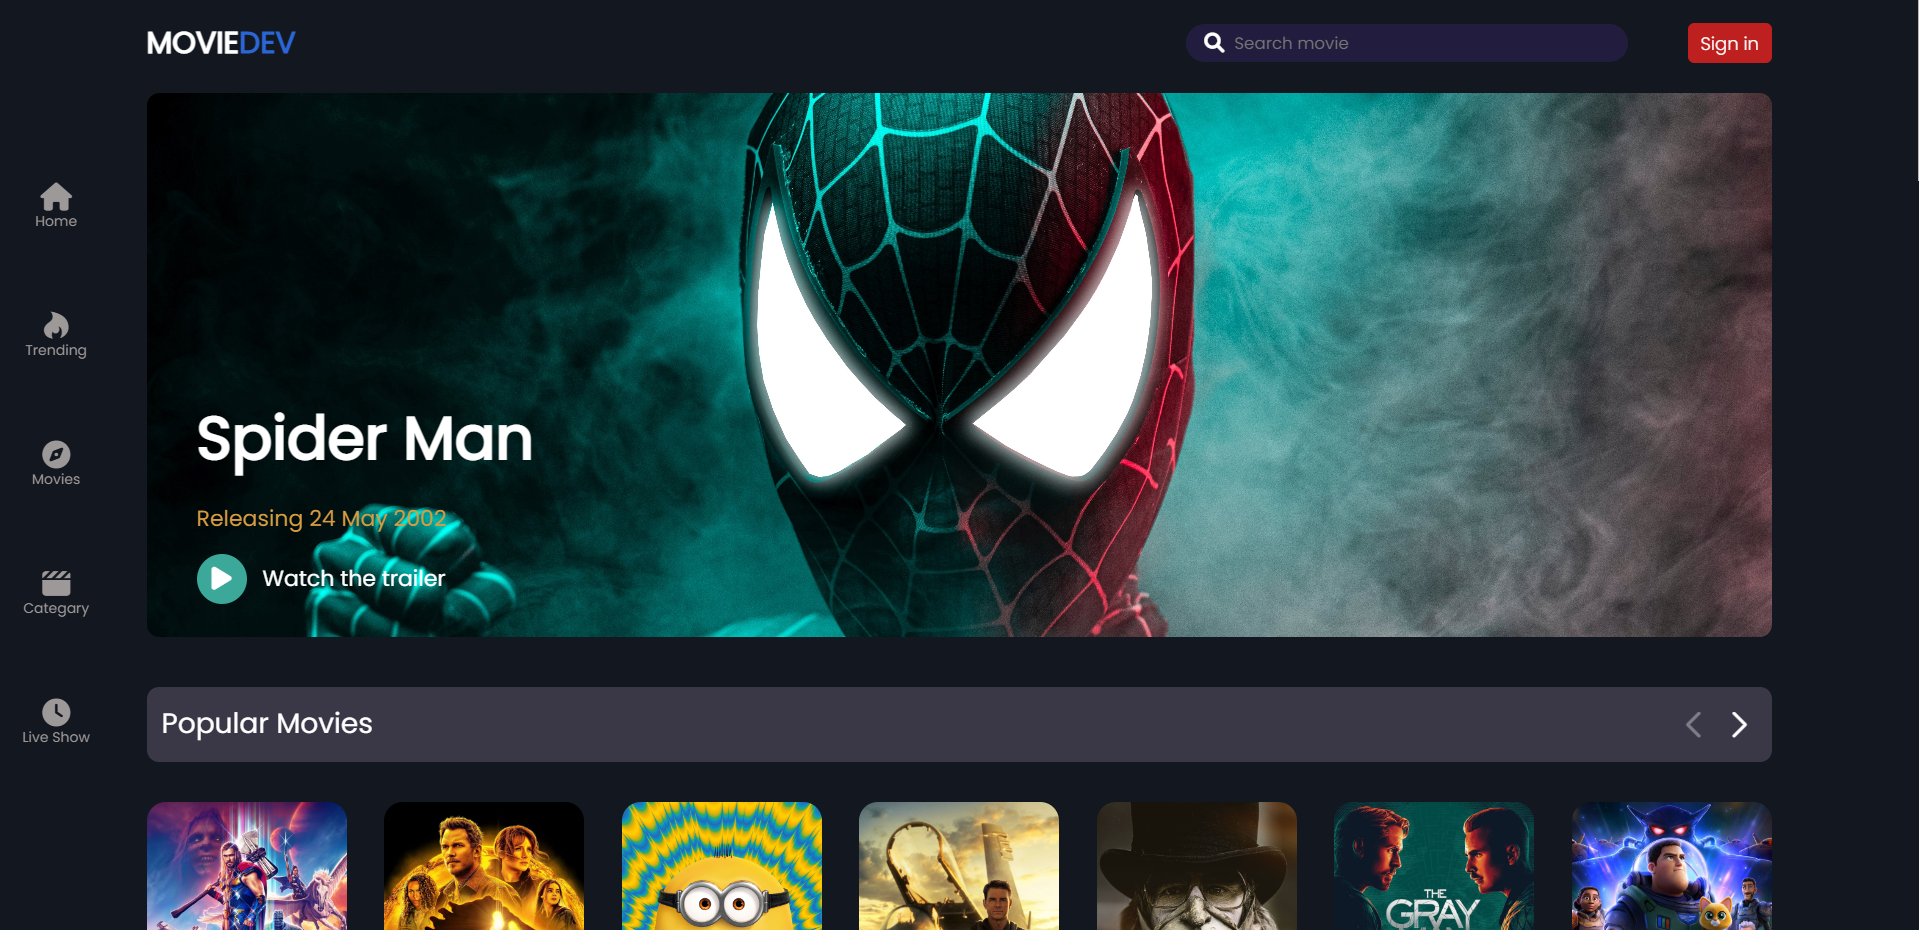 MOVIEDEV
Search movie
Sign in
Home
Trending
Movies
Categary
Live Show
Spider Man
Releasing 24 May 2002
Watch the trailer
Popular Movies
THE
GRAY